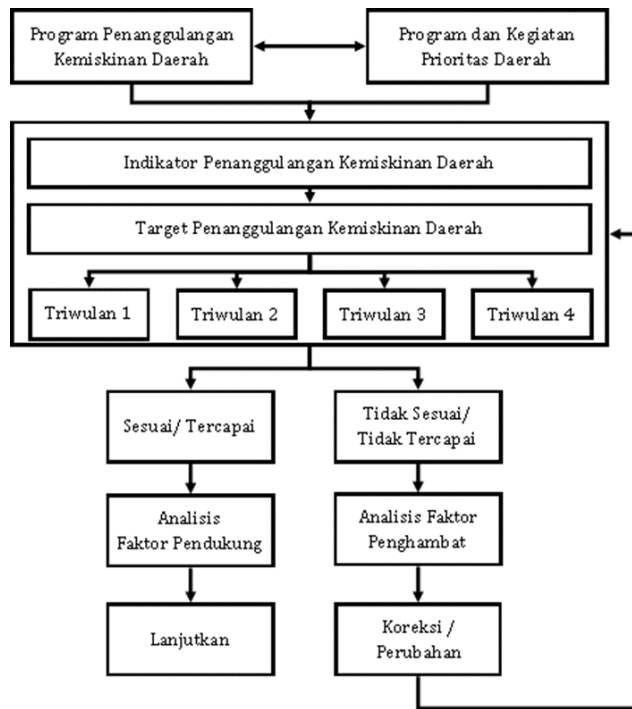 Program Penanggulangan
Kemiskinan Daerah
Program dan Kegiatan
Prioritas Daerah
Indikator Penanggulangan Kemiskinan Daerah
Target Penanggulangan Kemiskinan Daerah
Triwulan 1
Triwulan 2
Triwulan 3
Triwulan 4
Sesuai/ Tercapai
Tidak Sesuai/
Tidak Tercapai
Analisis
Faktor Pendukung
Analisis Faktor
Penghambat
Lanjutkan
Koreksi /
Perubahan